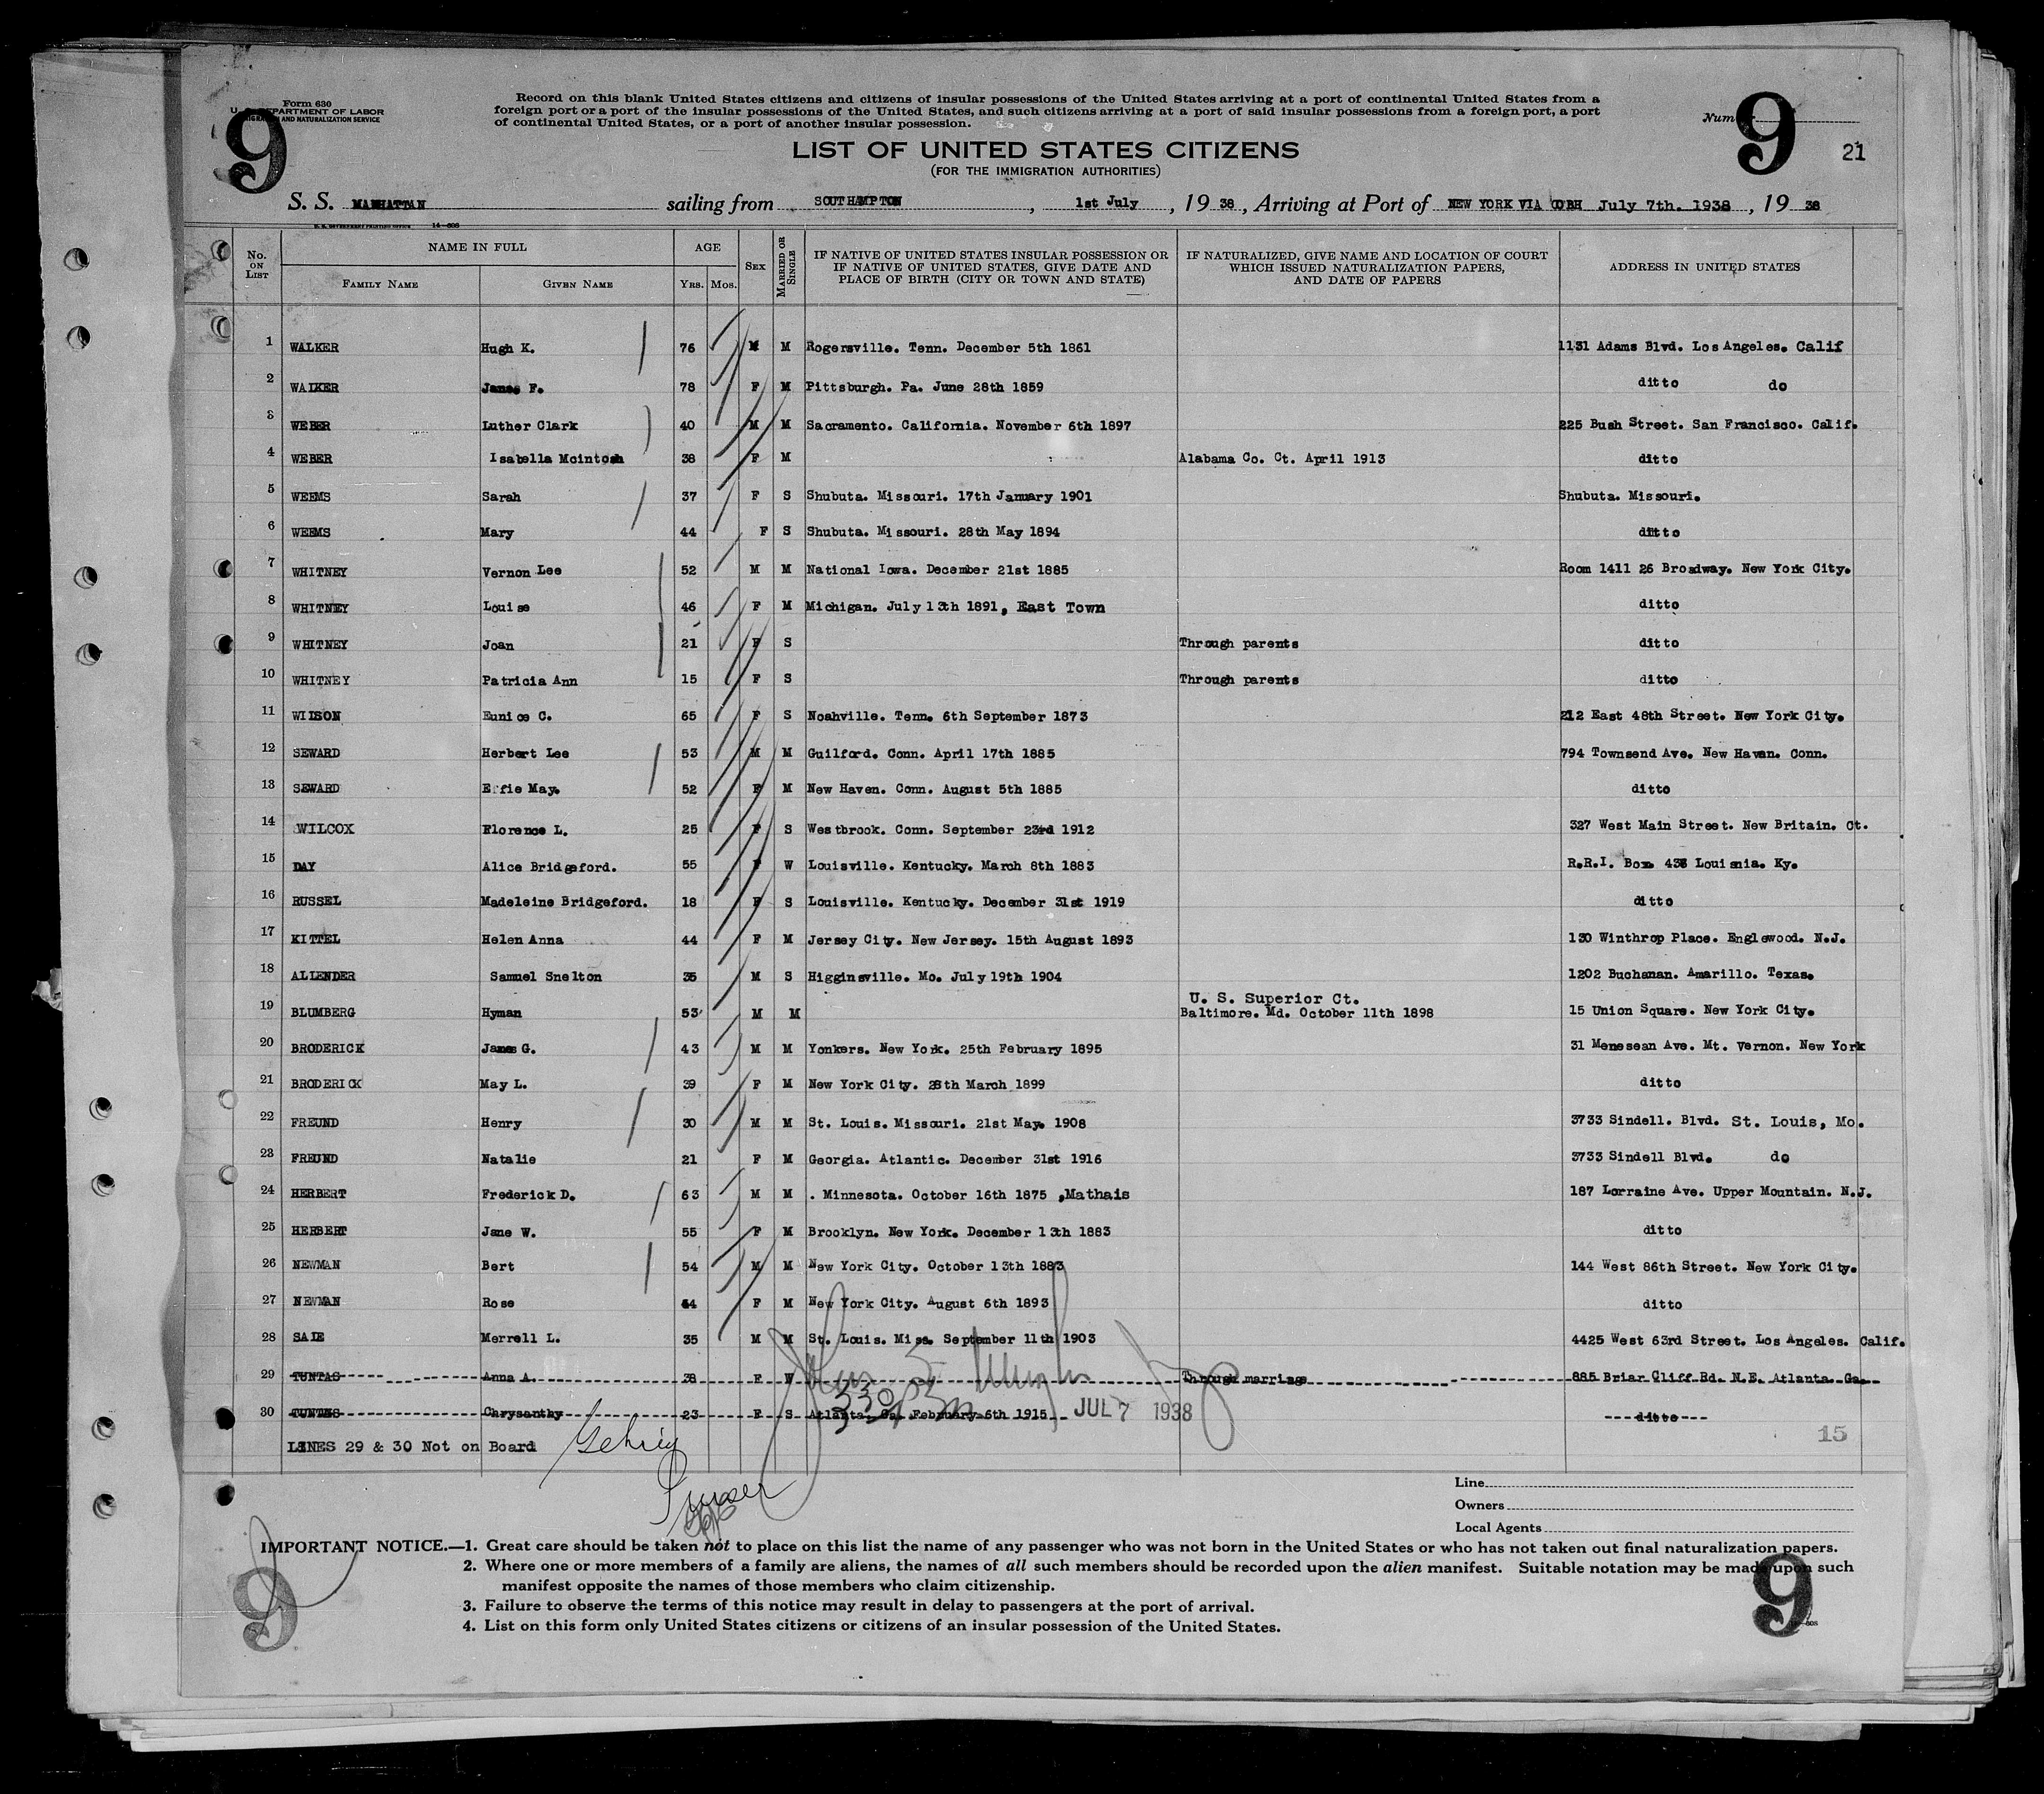 Form 630
U. S. DEPARTMENT OF LABOR
IMMIGRATION AND NATURALIZATION SERVICE
Record on this blank United States citizens and citizens of insular possessions of the United States arriving at a port of continental United States from a
foreign port or a port of the insular possessions of the United States, and such citizens arriving at a port of said insular possessions from a foreign port, a port
of continental United States, or a port of another insular possession.
9
9
21
LIST OF UNITED STATES CITIZENS
(FOR THE IMMIGRATION AUTHORITIES)
S. S. MANHATTAN sailing from SOUTHAMPTON, 1st July, 19 38, Arriving at Port of NEW YORK VIA COBH July 7th. 1938, 19 38
U. S. GOVERNMENT PRINTING OFFICE 14—808
No. ON LIST NAME IN FULL AGE SEX MARRIED OR SINGLE IF NATIVE OF UNITED STATES INSULAR POSSESSION OR IF NATIVE OF UNITED STATES, GIVE DATE AND PLACE OF BIRTH (CITY OR TOWN AND STATE) IF NATURALIZED, GIVE NAME AND LOCATION OF COURT WHICH ISSUED NATURALIZATION PAPERS, AND DATE OF PAPERS ADDRESS IN UNITED STATES
FAMILY NAME GIVEN NAME YRS. MOS.
1 WALKER Hugh K. 76 M M Rogersville. Tenn. December 5th 1861 1131 Adams Blvd. Los Angeles. Calif
2 WALKER James F. 78 F M Pittsburgh. Pa. June 28th 1859 ditto do
3 WEBER Luther Clark 40 M M Sacramento. California. November 6th 1897 225 Bush Street. San Francisco. Calif.
4 WEBER Isabella Mcintosh 38 F M Alabama Co. Ct. April 1913 ditto
5 WEEMS Sarah 37 F S Shubuta. Missouri. 17th January 1901 Shubuta. Missouri.
6 WEEMS Mary 44 F S Shubuta. Missouri. 28th May 1894 ditto
7 WHITNEY Vernon Lee 52 M M National Iowa. December 21st 1885 Room 1411 26 Broadway. New York City.
8 WHITNEY Louise 46 F M Michigan. July 13th 1891, East Town ditto
9 WHITNEY Joan 21 F S Through parents ditto
10 WHITNEY Patricia Ann 15 F S Through parents ditto
11 WILSON Eunice C. 65 F S Noahville. Tenn. 6th September 1873 212 East 48th Street. New York City.
12 SEWARD Herbert Lee 53 M M Guilford. Conn. April 17th 1885 794 Townsend Ave. New Haven. Conn.
13 SEWARD Effie May. 52 F M New Haven. Conn. August 5th 1885 ditto
14 WILCOX Florence L. 25 F S Westbrook. Conn. September 23rd 1912 327 West Main Street. New Britain. Ct.
15 DAY Alice Bridgeford. 55 F W Louisville. Kentucky. March 8th 1883 R.R.I. Box. 436 Louisnia. Ky.
16 RUSSEL Madeleine Bridgeford. 18 F S Louisville. Kentucky. December 31st 1919 ditto
17 KITTEL Helen Anna 44 F M Jersey City. New Jersey. 15th August 1893 130 Winthrop Place. Englewood. N.J.
18 ALLENDER Samuel Snelton 35 M S Higginsville. Mo. July 19th 1904 1202 Buchanan. Amarillo. Texas.
19 BLUMBERG Hyman 53 M M U. S. Superior Ct. Baltimore. Md. October 11th 1898 15 Union Square. New York City.
20 BRODERICK James G. 43 M M Yonkers. New York. 25th February 1895 31 Menesean Ave. Mt. Vernon. New York
21 BRODERICK May L. 39 F M New York City. 28th March 1899 ditto
22 FREUND Henry 30 M M St. Louis. Missouri. 21st May. 1908 3733 Sindell. Blvd. St. Louis, Mo.
23 FREUND Natalie 21 F M Georgia. Atlantic. December 31st 1916 3733 Sindell Blvd. do
24 HERBERT Frederick D. 63 M M . Minnesota. October 16th 1875 ,Mathais 187 Lorraine Ave. Upper Mountain. N.J.
25 HERBERT Jane W. 55 F M Brooklyn. New York. December 13th 1883 ditto
26 NEWMAN Bert 54 M M New York City. October 13th 1883 144 West 86th Street. New York City.
27 NEWMAN Rose 44 F M New York City. August 6th 1893 ditto
28 SALE Merrell L. 35 M M St. Louis. Miss. September 11th 1903 4425 West 63rd Street. Los Angeles. Calif.
29 TUNTAS Anna A. 38 F W Through marriage 885 Briar Cliff Rd. N.E. Atlanta Ga.
30 TUNTAS Chrysanthy 23 F S Atlanta. Ga. February 6th 1915 ditto
JUL 7 1938
15
LINES 29 & 30 Not on Board
Gehrig
Purser
Line
Owners
Local Agents
IMPORTANT NOTICE.—1. Great care should be taken not to place on this list the name of any passenger who was not born in the United States or who has not taken out final naturalization papers.
2. Where one or more members of a family are aliens, the names of all such members should be recorded upon the alien manifest. Suitable notation may be made upon such
manifest opposite the names of those members who claim citizenship.
3. Failure to observe the terms of this notice may result in delay to passengers at the port of arrival.
4. List on this form only United States citizens or citizens of an insular possession of the United States.
9
9